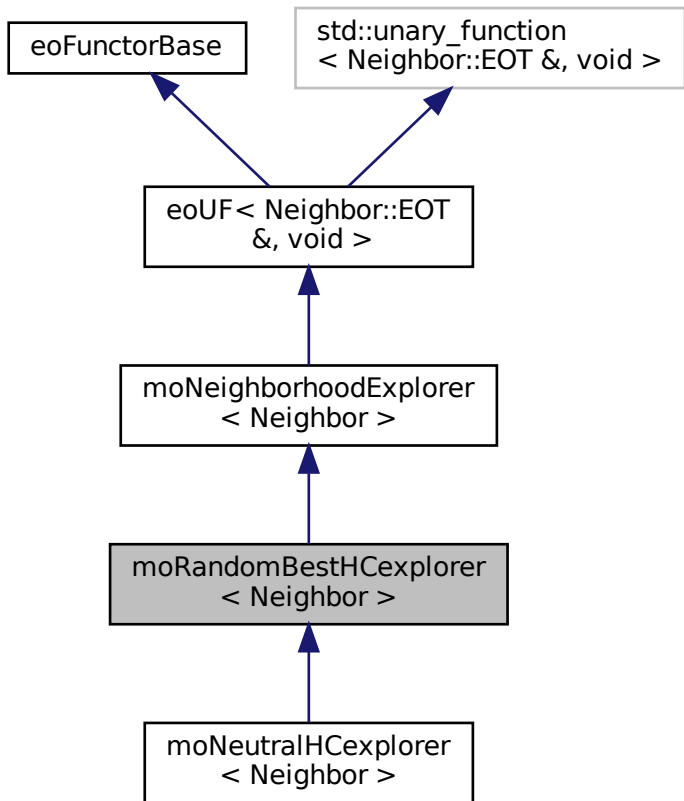 eoFunctorBase
std::unary_function
< Neighbor::EOT &, void >
eoUF< Neighbor::EOT
&, void >
moNeighborhoodExplorer
< Neighbor >
moRandomBestHCexplorer
< Neighbor >
moNeutralHCexplorer
< Neighbor >